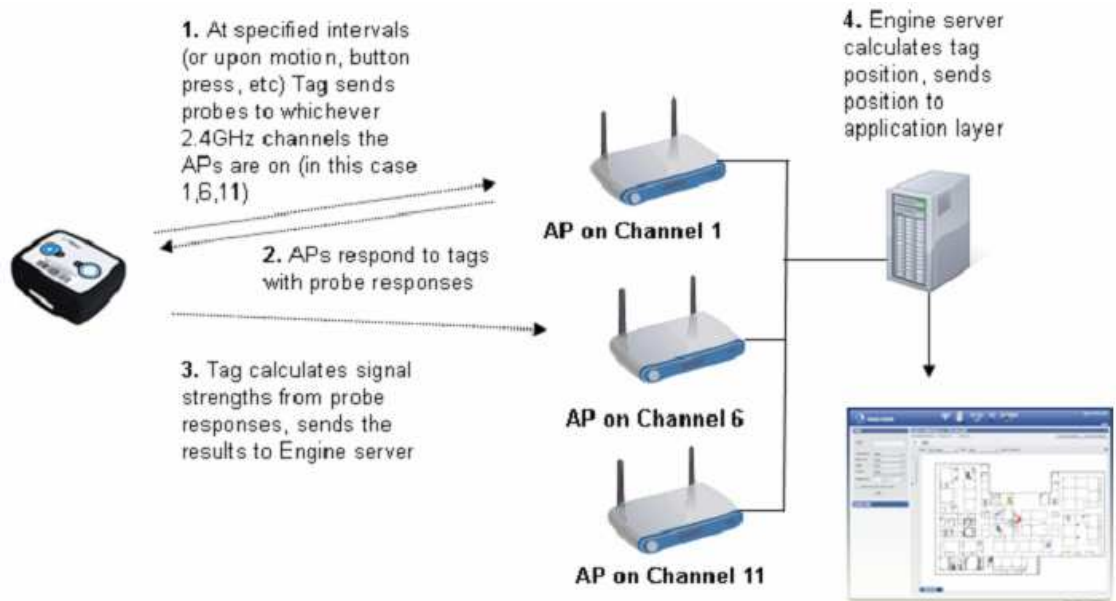 1. At specified intervals
(or upon motion, button
press, etc) Tag sends
probes to whichever
2.4GHz channels the
APs are on (in this case
1,6,11)
2. APs respond to tags
with probe responses
3. Tag calculates signal
strengths from probe
responses, sends the
results to Engine server
AP on Channel 1
AP on Channel 6
AP on Channel 11
4. Engine server
calculates tag
position, sends
position to
application layer